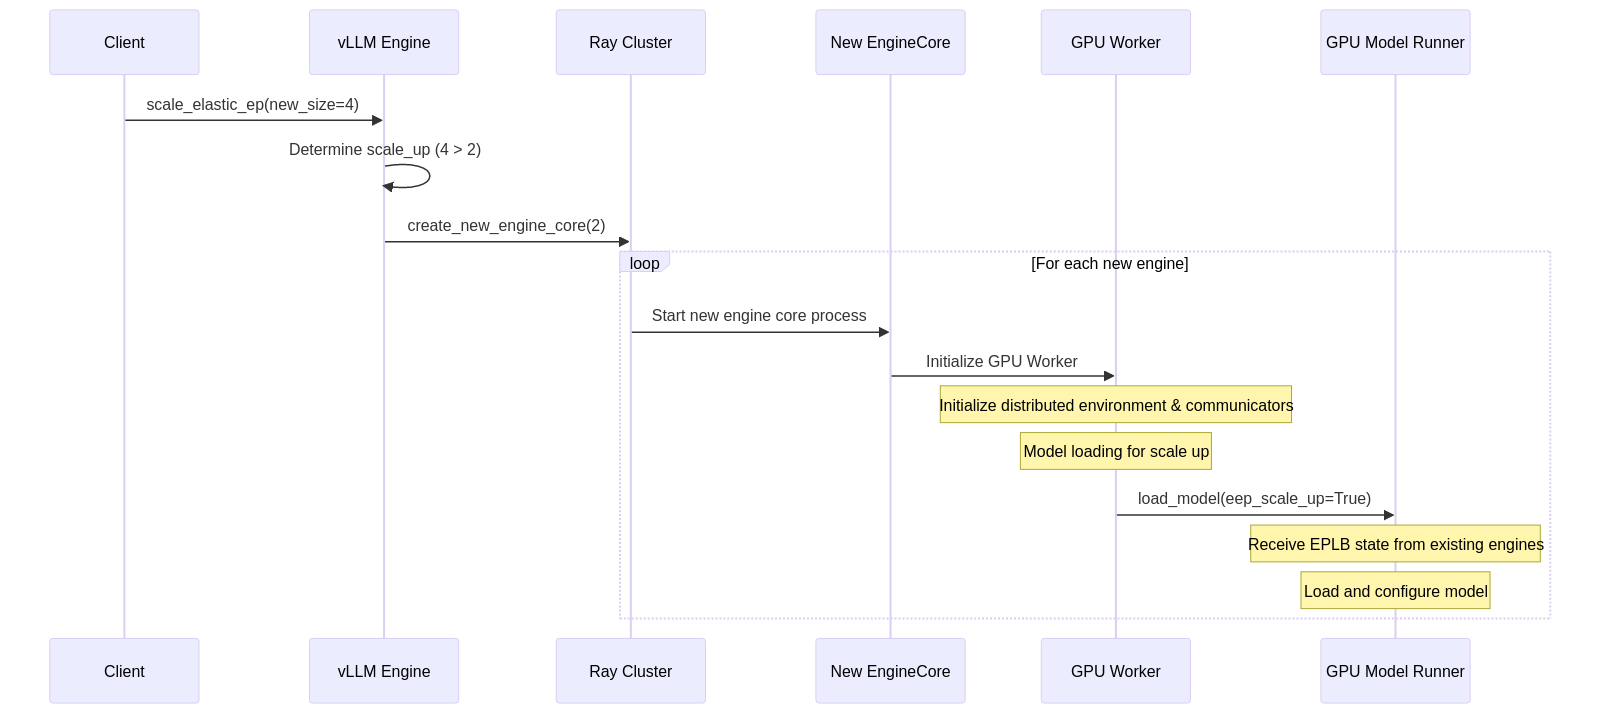 Client
vLLM Engine
Ray Cluster
New EngineCore
GPU Worker
GPU Model Runner
scale_elastic_ep(new_size=4)
Determine scale_up (4 > 2)
create_new_engine_core(2)
loop
[For each new engine]
Start new engine core process
Initialize GPU Worker
Initialize distributed environment & communicators
Model loading for scale up
load_model(eep_scale_up=True)
Receive EPLB state from existing engines
Load and configure model
Client
vLLM Engine
Ray Cluster
New EngineCore
GPU Worker
GPU Model Runner